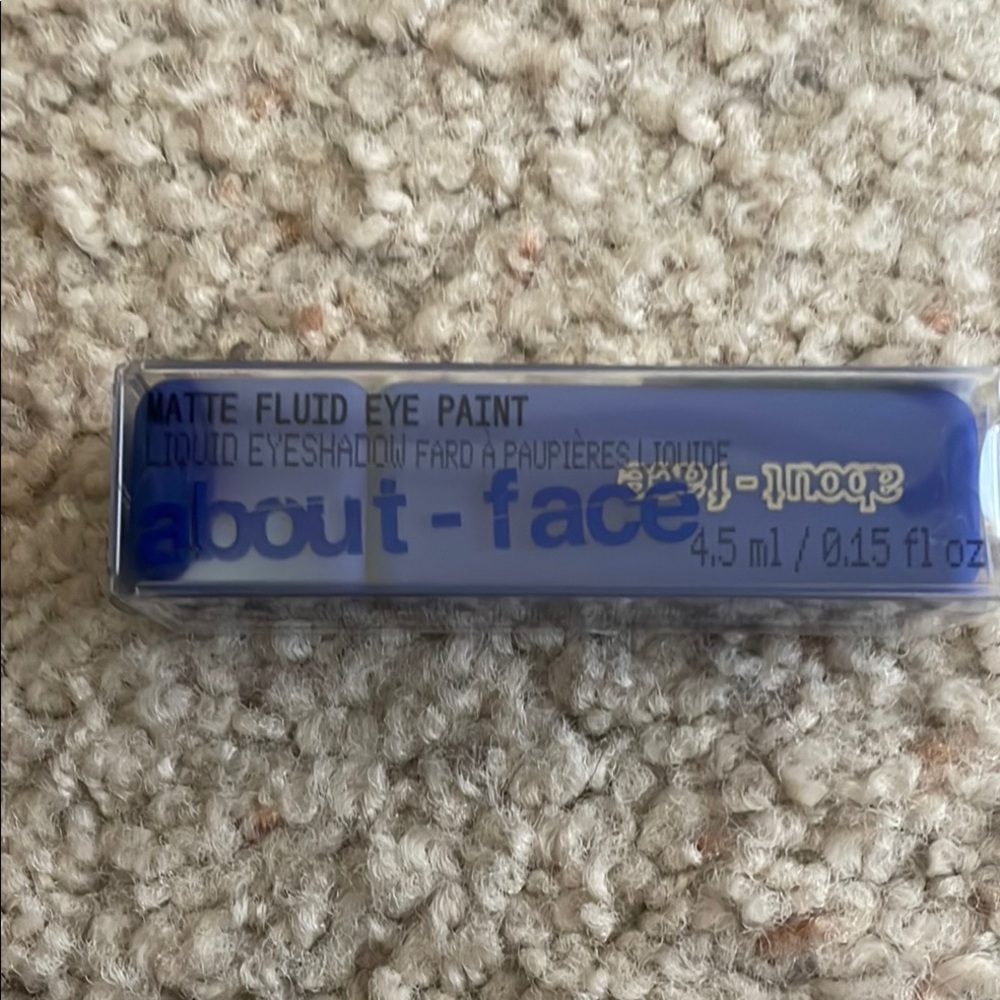 MATTE FLUID EYE PAINT
LIQUID EYESHADOW FARD À PAUPIÈRES LIQUIDE
about-face
about-face
4.5 ml / 0.15 fl oz